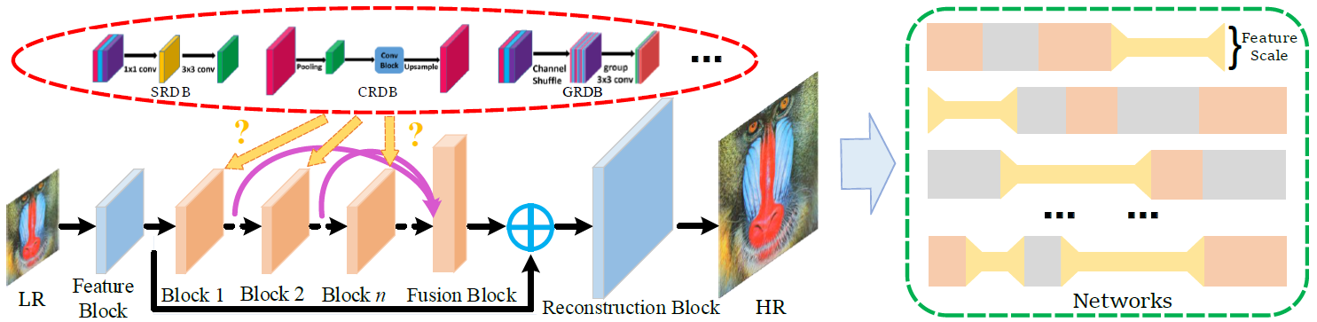 1x1 conv
3x3 conv
SRDB
Pooling
Conv
Block
Upsample
CRDB
Channel
Shuffle
group
3x3 conv
GRDB
...
?
?
LR
Feature
Block
Block 1
Block 2
Block n
Fusion Block
Reconstruction Block
HR
Feature
Scale
... ...
Networks